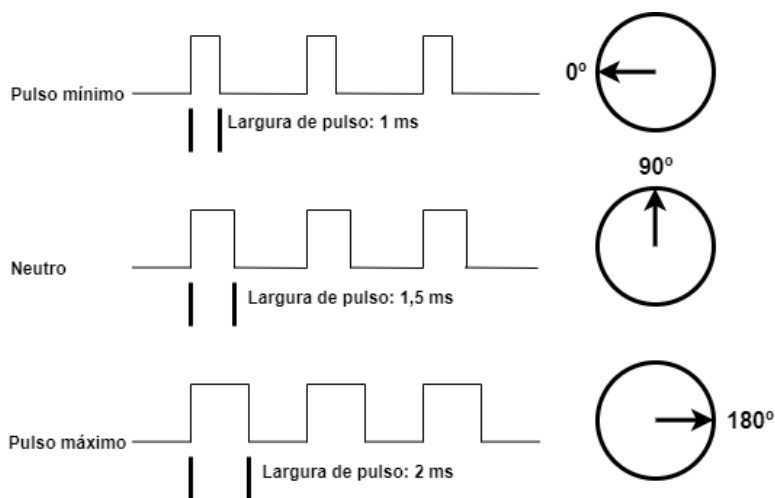 Pulso mínimo
Largura de pulso: 1 ms
0º
Neutro
Largura de pulso: 1,5 ms
90º
Pulso máximo
Largura de pulso: 2 ms
180º